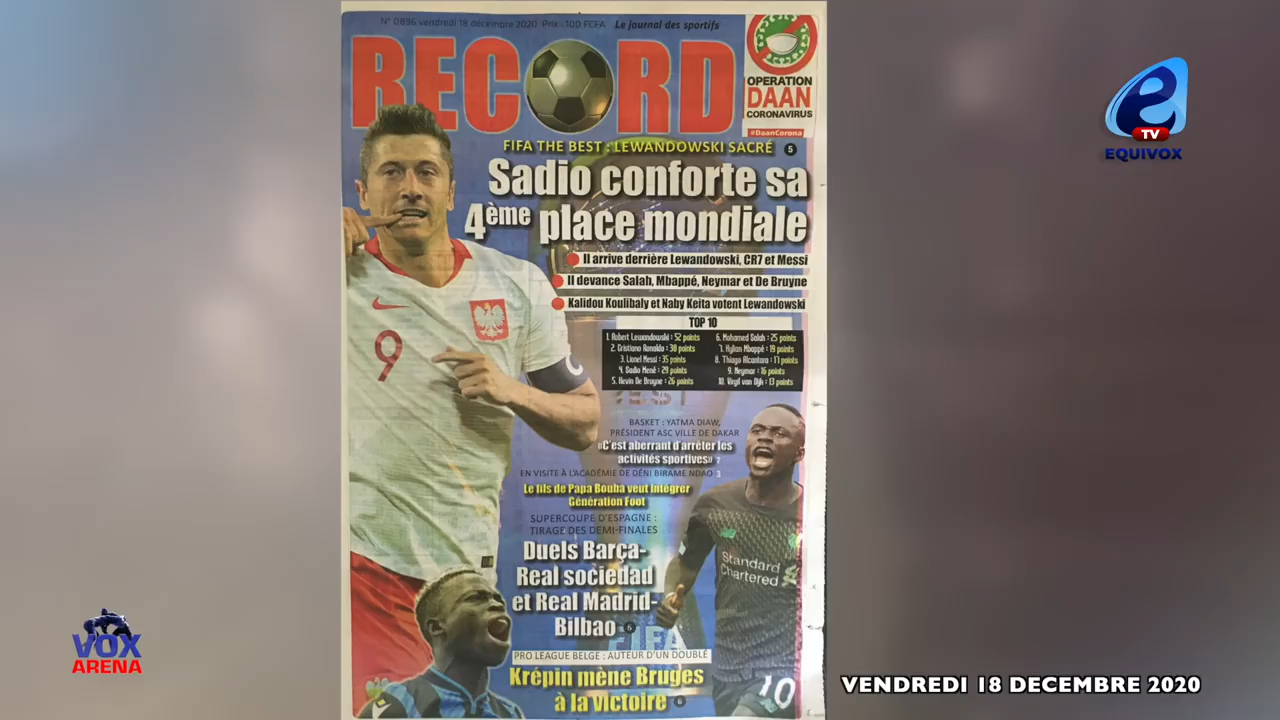 N° 0896 vendredi 18 décembre 2020 Prix - 100 FCFA Le journal des sportifs
RECORD
OPERATION
DAAN
CORONAVIRUS
#DaanCorona
FIFA THE BEST : LEWANDOWSKI SACRÉ 5
Sadio conforte sa
4ème place mondiale
Il arrive derrière Lewandowski, CR7 et Messi
Il devance Salah, Mbappé, Neymar et De Bruyne
Kalidou Koulibaly et Naby Keita votent Lewandowski
TOP 10
1. Robert Lewandowski : 52 points
2. Cristiano Ronaldo : 38 points
3. Lionel Messi : 35 points
4. Sadio Mané : 29 points
5. Kevin De Bruyne : 26 points
6. Mohamed Salah : 25 points
7. Kylian Mbappé : 19 points
8. Thiago Alcantara : 17 points
9. Neymar : 16 points
10. Virgil van Dijk : 13 points
9
BASKET : YATMA DIAW,
PRÉSIDENT ASC VILLE DE DAKAR
«C'est aberrant d'arrêter les
activités sportives»
EN VISITE À L'ACADÉMIE DE DÉNI BIRAME NDAO 3
Le fils de Papa Bouba veut intégrer
Génération Foot
SUPERCOUPE D'ESPAGNE :
TIRAGE DES DEMI-FINALES
Duels Barça-
Real sociedad
et Real Madrid-
Bilbao
Standard
Chartered
FIFA
10
PRO LEAGUE BELGE : AUTEUR D'UN DOUBLÉ
Krépin mène Bruges
à la victoire 6
e
TV
EQUIVOX
VOX
ARENA
VENDREDI 18 DECEMBRE 2020